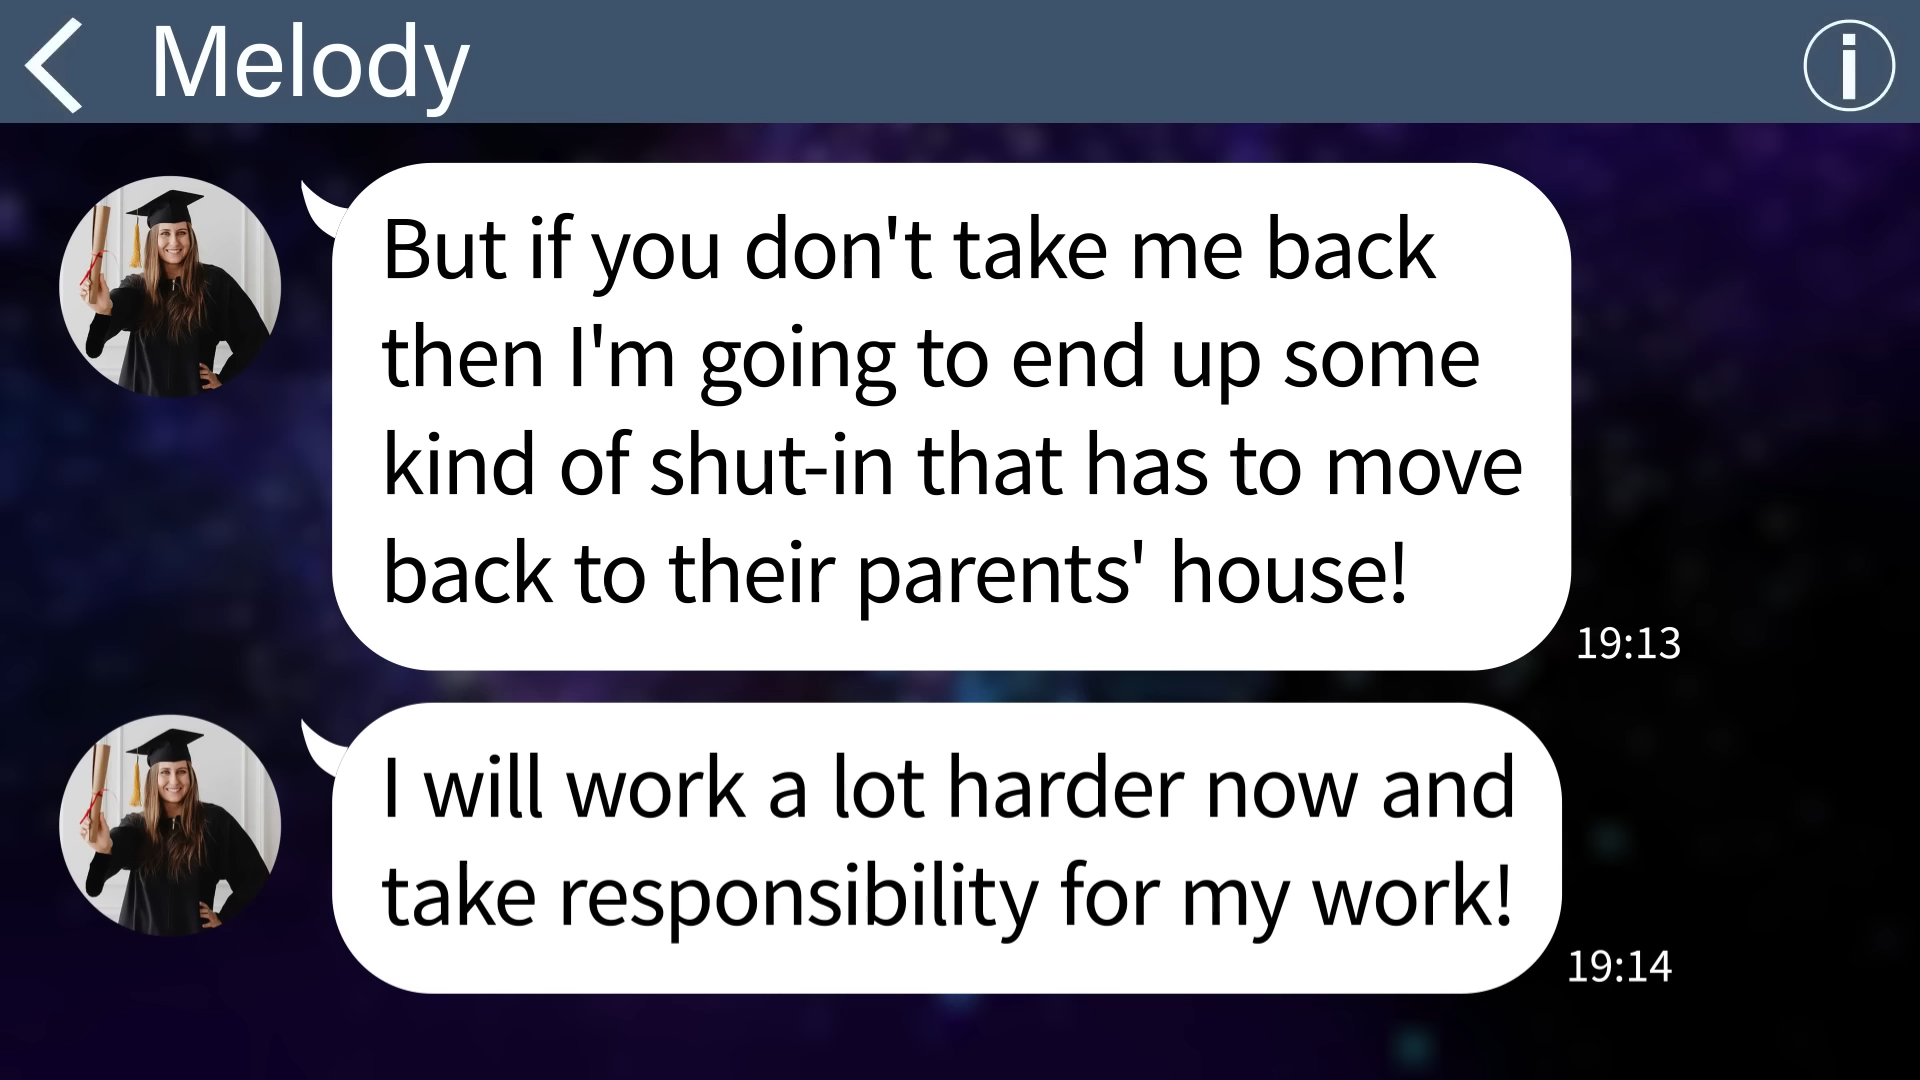 Melody
But if you don't take me back
then I'm going to end up some
kind of shut-in that has to move
back to their parents' house!
19:13
I will work a lot harder now and
take responsibility for my work!
19:14